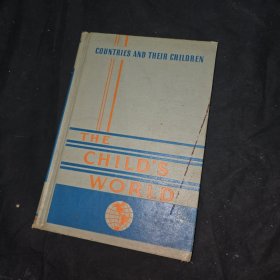 COUNTRIES AND THEIR CHILDREN
THE
CHILD'S
WORLD